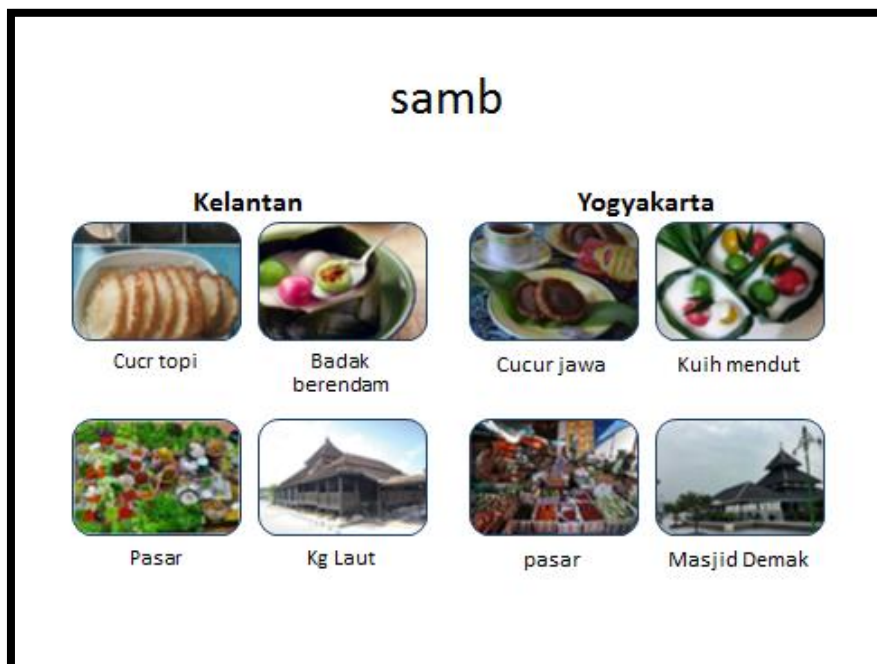 samb
Kelantan
Yogyakarta
Cucr topi
Badak
berendam
Cucur jawa
Kuih mendut
Pasar
Kg Laut
pasar
Masjid Demak